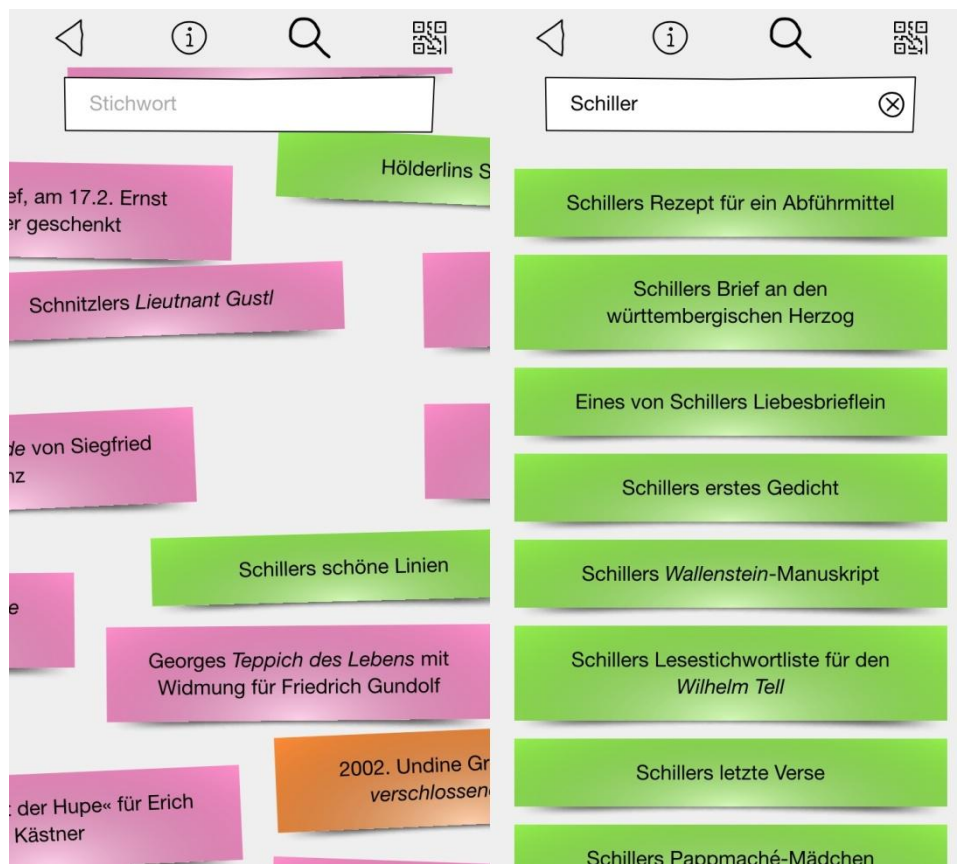 Stichwort
Hölderlins S
ef, am 17.2. Ernst
er geschenkt
Schnitzlers Lieutnant Gustl
de von Siegfried
nz
Schillers schöne Linien
e
Georges Teppich des Lebens mit
Widmung für Friedrich Gundolf
2002. Undine Gr
verschlossen
t der Hupe« für Erich
Kästner
Schiller
Schillers Rezept für ein Abführmittel
Schillers Brief an den
württembergischen Herzog
Eines von Schillers Liebesbrieflein
Schillers erstes Gedicht
Schillers Wallenstein-Manuskript
Schillers Lesestichwortliste für den
Wilhelm Tell
Schillers letzte Verse
Schillers Pappmaché-Mädchen